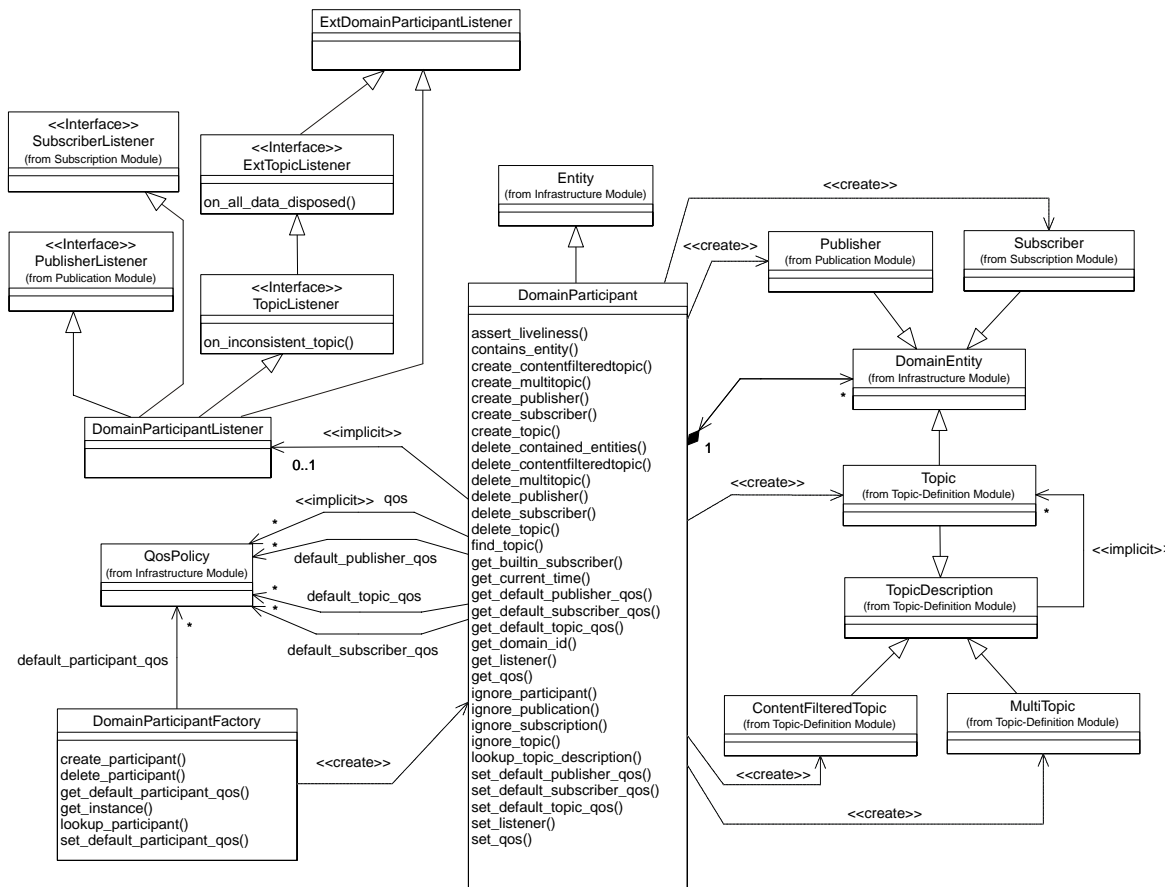 ExtDomainParticipantListener
<<Interface>>
SubscriberListener
(from Subscription Module)
<<Interface>>
ExtTopicListener
on_all_data_disposed()
<<Interface>>
PublisherListener
(from Publication Module)
<<Interface>>
TopicListener
on_inconsistent_topic()
DomainParticipantListener
<<implicit>>
0..1
<<implicit>>
qos
*
QosPolicy
(from Infrastructure Module)
*
default_publisher_qos
*
default_topic_qos
*
default_subscriber_qos
*
default_participant_qos
DomainParticipantFactory
create_participant()
delete_participant()
get_default_participant_qos()
get_instance()
lookup_participant()
set_default_participant_qos()
<<create>>
Entity
(from Infrastructure Module)
DomainParticipant
assert_liveliness()
contains_entity()
create_contentfilteredtopic()
create_multitopic()
create_publisher()
create_subscriber()
create_topic()
delete_contained_entities()
delete_contentfilteredtopic()
delete_multitopic()
delete_publisher()
delete_subscriber()
delete_topic()
find_topic()
get_builtin_subscriber()
get_current_time()
get_default_publisher_qos()
get_default_subscriber_qos()
get_default_topic_qos()
get_domain_id()
get_listener()
get_qos()
ignore_participant()
ignore_publication()
ignore_subscription()
ignore_topic()
lookup_topic_description()
set_default_publisher_qos()
set_default_subscriber_qos()
set_default_topic_qos()
set_listener()
set_qos()
<<create>>
<<create>>
Publisher
(from Publication Module)
Subscriber
(from Subscription Module)
DomainEntity
(from Infrastructure Module)
*
1
<<create>>
Topic
(from Topic-Definition Module)
*
<<implicit>>
TopicDescription
(from Topic-Definition Module)
ContentFilteredTopic
(from Topic-Definition Module)
MultiTopic
(from Topic-Definition Module)
<<create>>
<<create>>